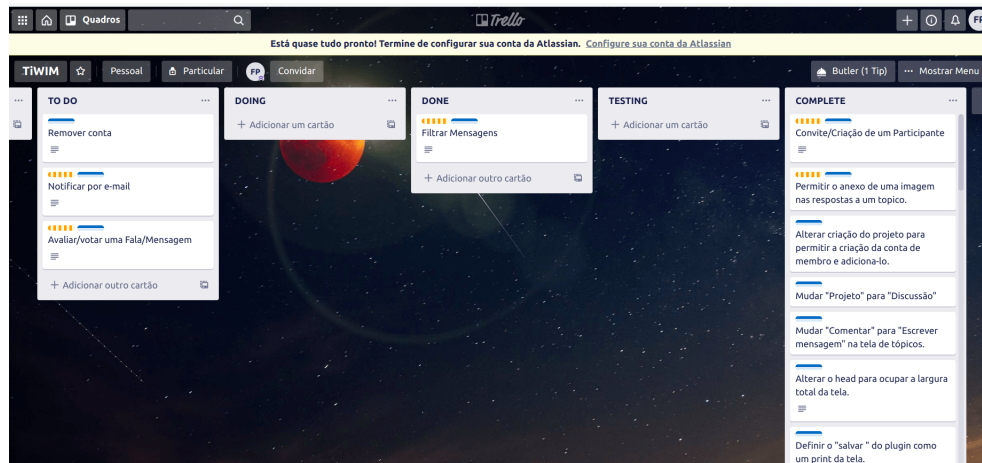 Quadros
Trello
FP
Está quase tudo pronto! Termine de configurar sua conta da Atlassian. Configure sua conta da Atlassian
TiWIM
Pessoal
Particular
FP
Convidar
Butler (1 Tip)
Mostrar Menu
TO DO
Remover conta
Notificar por e-mail
Avaliar/votar uma Fala/Mensagem
+ Adicionar outro cartão
DOING
+ Adicionar um cartão
DONE
Filtrar Mensagens
+ Adicionar outro cartão
TESTING
+ Adicionar um cartão
COMPLETE
Convite/Criação de um Participante
Permitir o anexo de uma imagem
nas respostas a um topico.
Alterar criação do projeto para
permitir a criação da conta de
membro e adiciona-lo.
Mudar "Projeto" para "Discussão"
Mudar "Comentar" para "Escrever
mensagem" na tela de tópicos.
Alterar o head para ocupar a largura
total da tela.
Definir o "salvar " do plugin como
um print da tela.